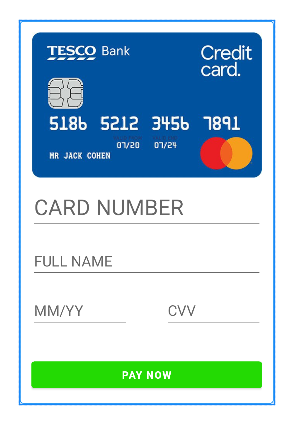 TESCO Bank
Credit
card.
5186 5212 3456 7891
07/20 07/24
MR JACK COHEN
CARD NUMBER
FULL NAME
MM/YY CVV
PAY NOW